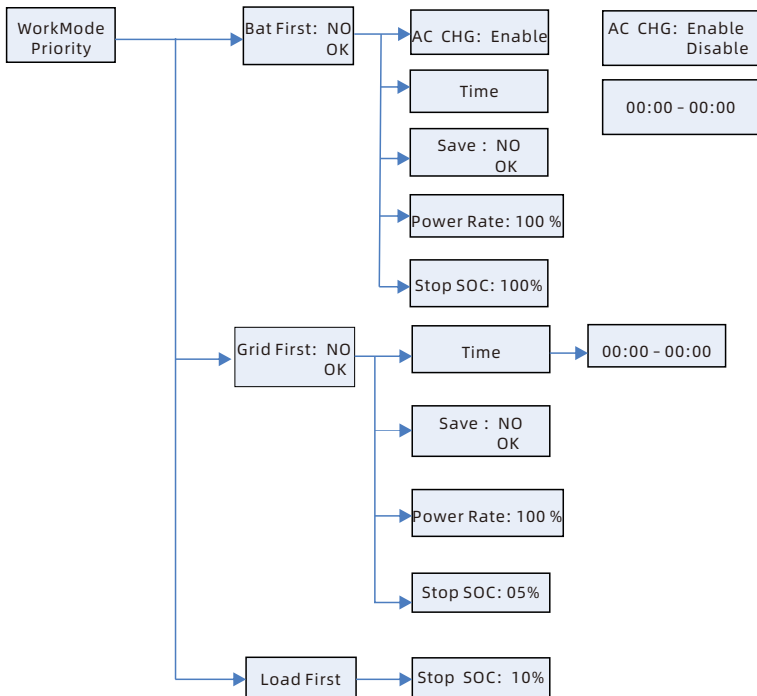 WorkMode
Priority
Bat First: NO
OK
AC CHG: Enable
AC CHG: Enable
Disable
Time
00:00 – 00:00
Save : NO
OK
Power Rate: 100 %
Stop SOC: 100%
Grid First: NO
OK
Time
00:00 – 00:00
Save : NO
OK
Power Rate: 100 %
Stop SOC: 05%
Load First
Stop SOC: 10%